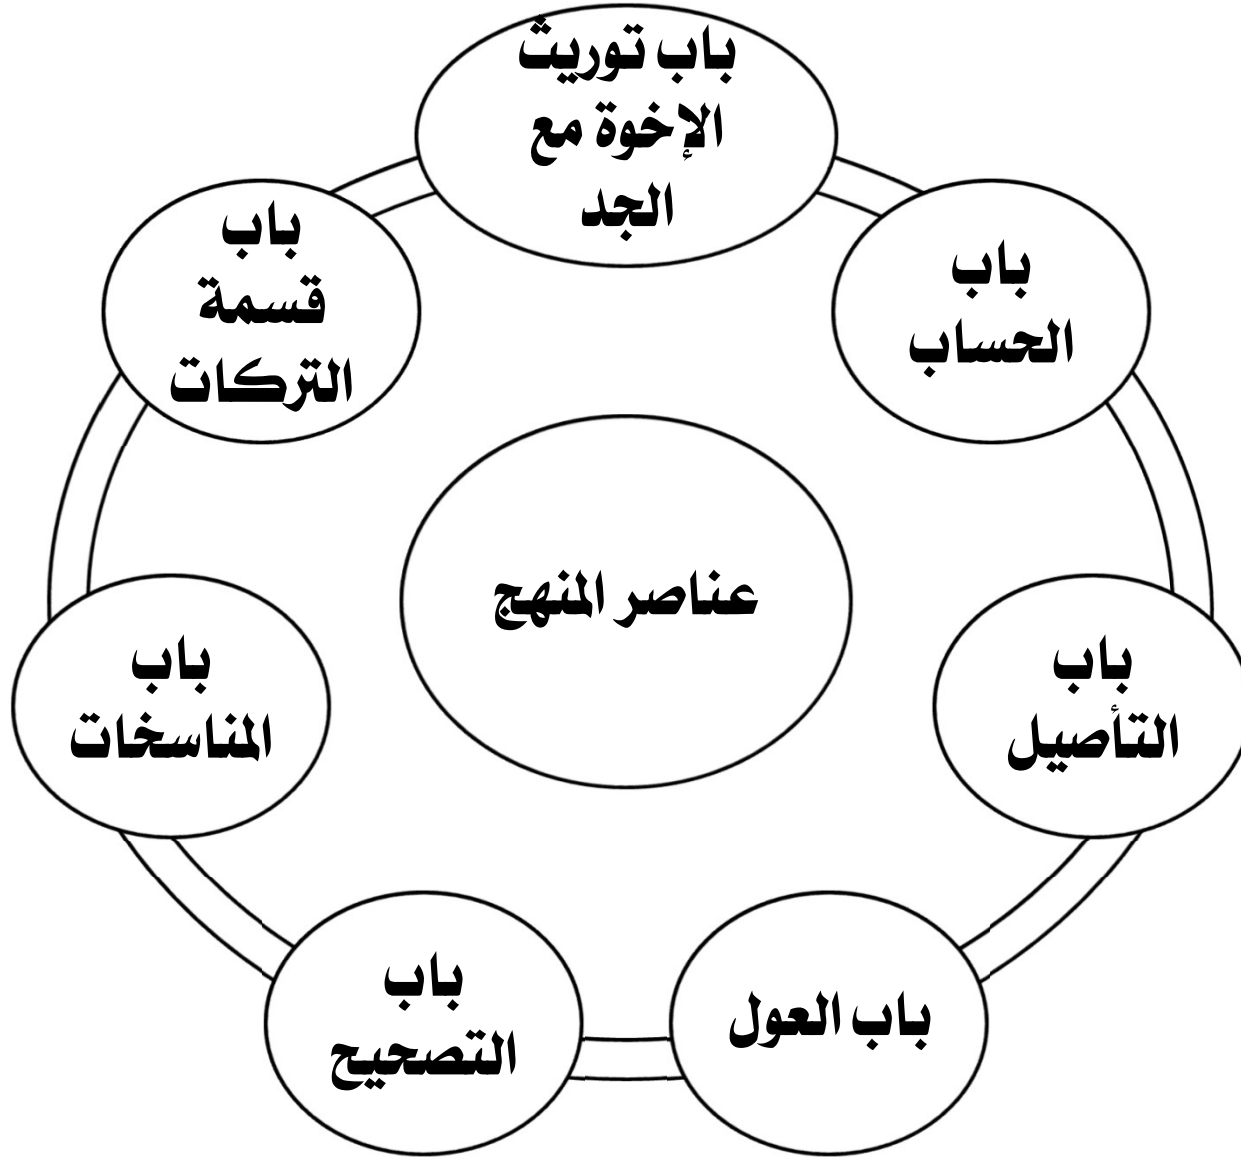 باب توريث
الإخوة مع
الجد
باب
الحساب
باب
التأصيل
باب العول
باب
التصحيح
باب
المناسخات
باب
قسمة
التركات
عناصر المنهج